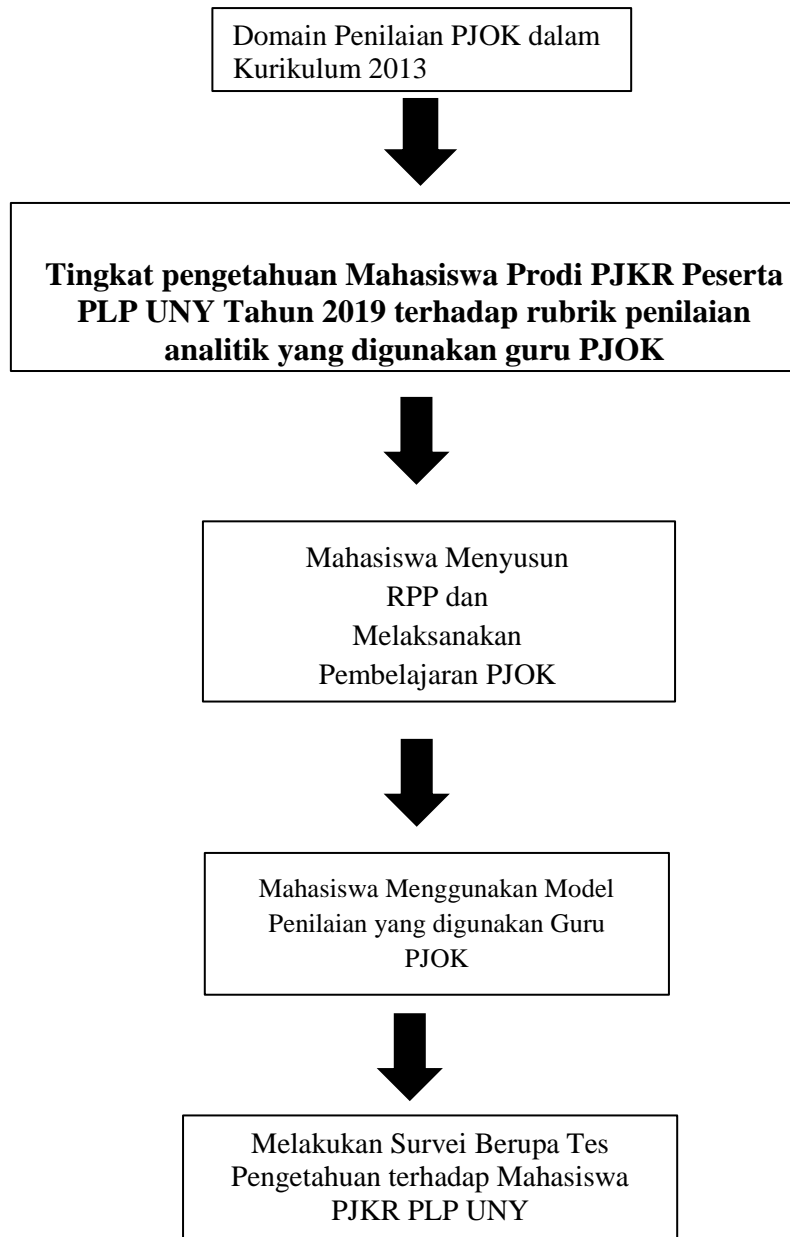 Domain Penilaian PJOK dalam
Kurikulum 2013
Tingkat pengetahuan Mahasiswa Prodi PJKR Peserta
PLP UNY Tahun 2019 terhadap rubrik penilaian
analitik yang digunakan guru PJOK
Mahasiswa Menyusun
RPP dan
Melaksanakan
Pembelajaran PJOK
Mahasiswa Menggunakan Model
Penilaian yang digunakan Guru
PJOK
Melakukan Survei Berupa Tes
Pengetahuan terhadap Mahasiswa
PJKR PLP UNY